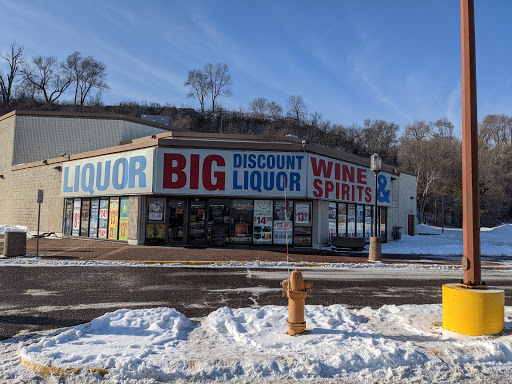 LIQUOR
BIG
DISCOUNT
LIQUOR
WINE
&
SPIRITS